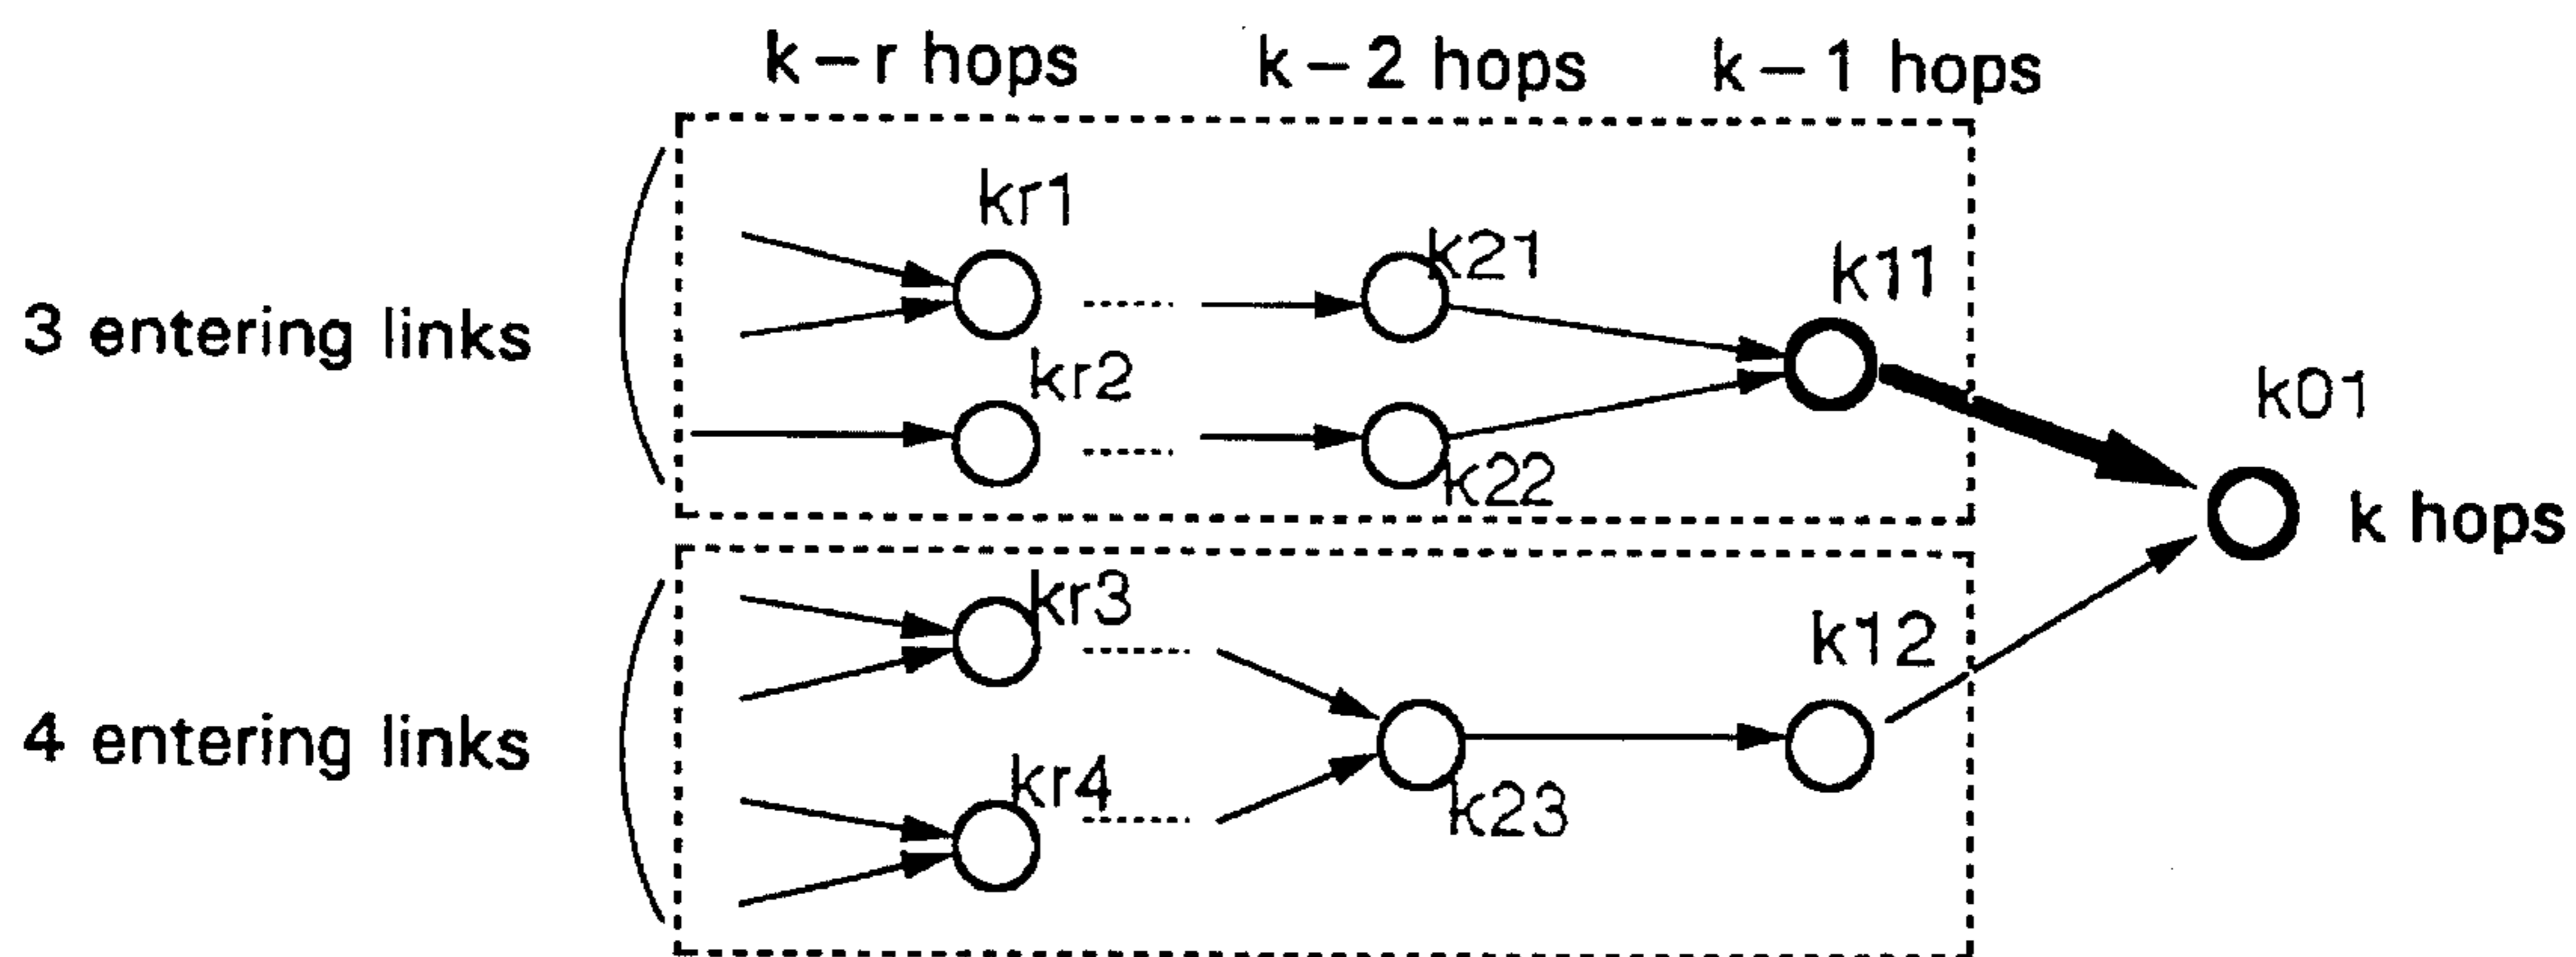 k – r hops k – 2 hops k – 1 hops
kr1
k21
k11
3 entering links
kr2
k01
k22
k hops
kr3
k12
4 entering links
kr4
k23